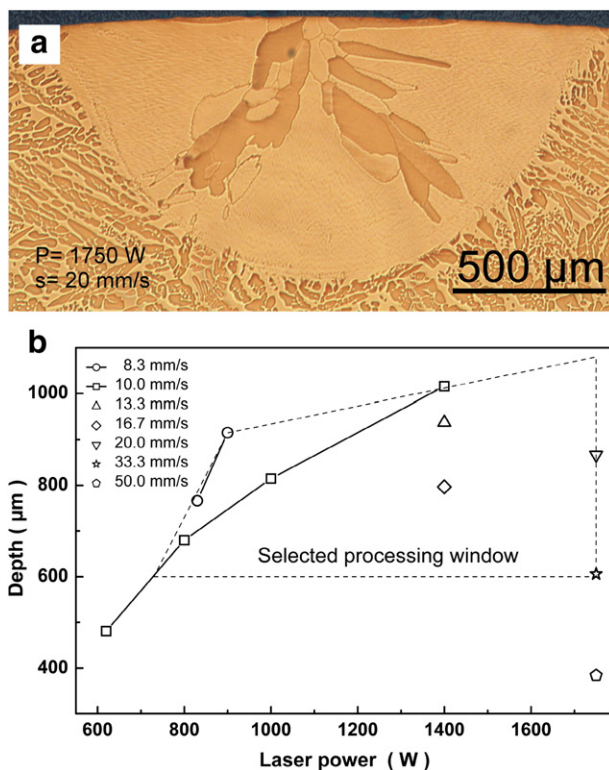 a
P= 1750 W
s= 20 mm/s
500 µm
b
8.3 mm/s
10.0 mm/s
13.3 mm/s
16.7 mm/s
20.0 mm/s
33.3 mm/s
50.0 mm/s
1000
800
600
400
Depth ( µm )
Selected processing window
600 800 1000 1200 1400 1600
Laser power ( W )